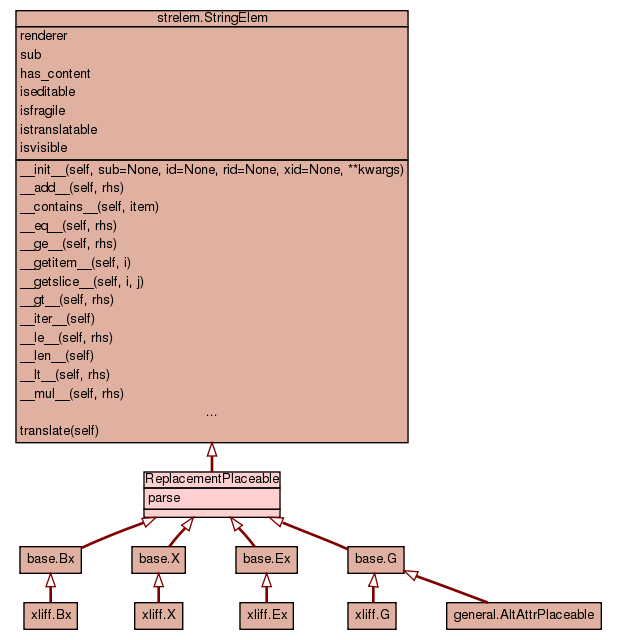 strelem.StringElem
renderer
sub
has_content
iseditable
isfragile
istranslatable
isvisible
__init__(self, sub=None, id=None, rid=None, xid=None, **kwargs)
__add__(self, rhs)
__contains__(self, item)
__eq__(self, rhs)
__ge__(self, rhs)
__getitem__(self, i)
__getslice__(self, i, j)
__gt__(self, rhs)
__iter__(self)
__le__(self, rhs)
__len__(self)
__lt__(self, rhs)
__mul__(self, rhs)
...
translate(self)
ReplacementPlaceable
parse
base.Bx base.X base.Ex base.G
xliff.Bx xliff.X xliff.Ex xliff.G general.AltAttrPlaceable